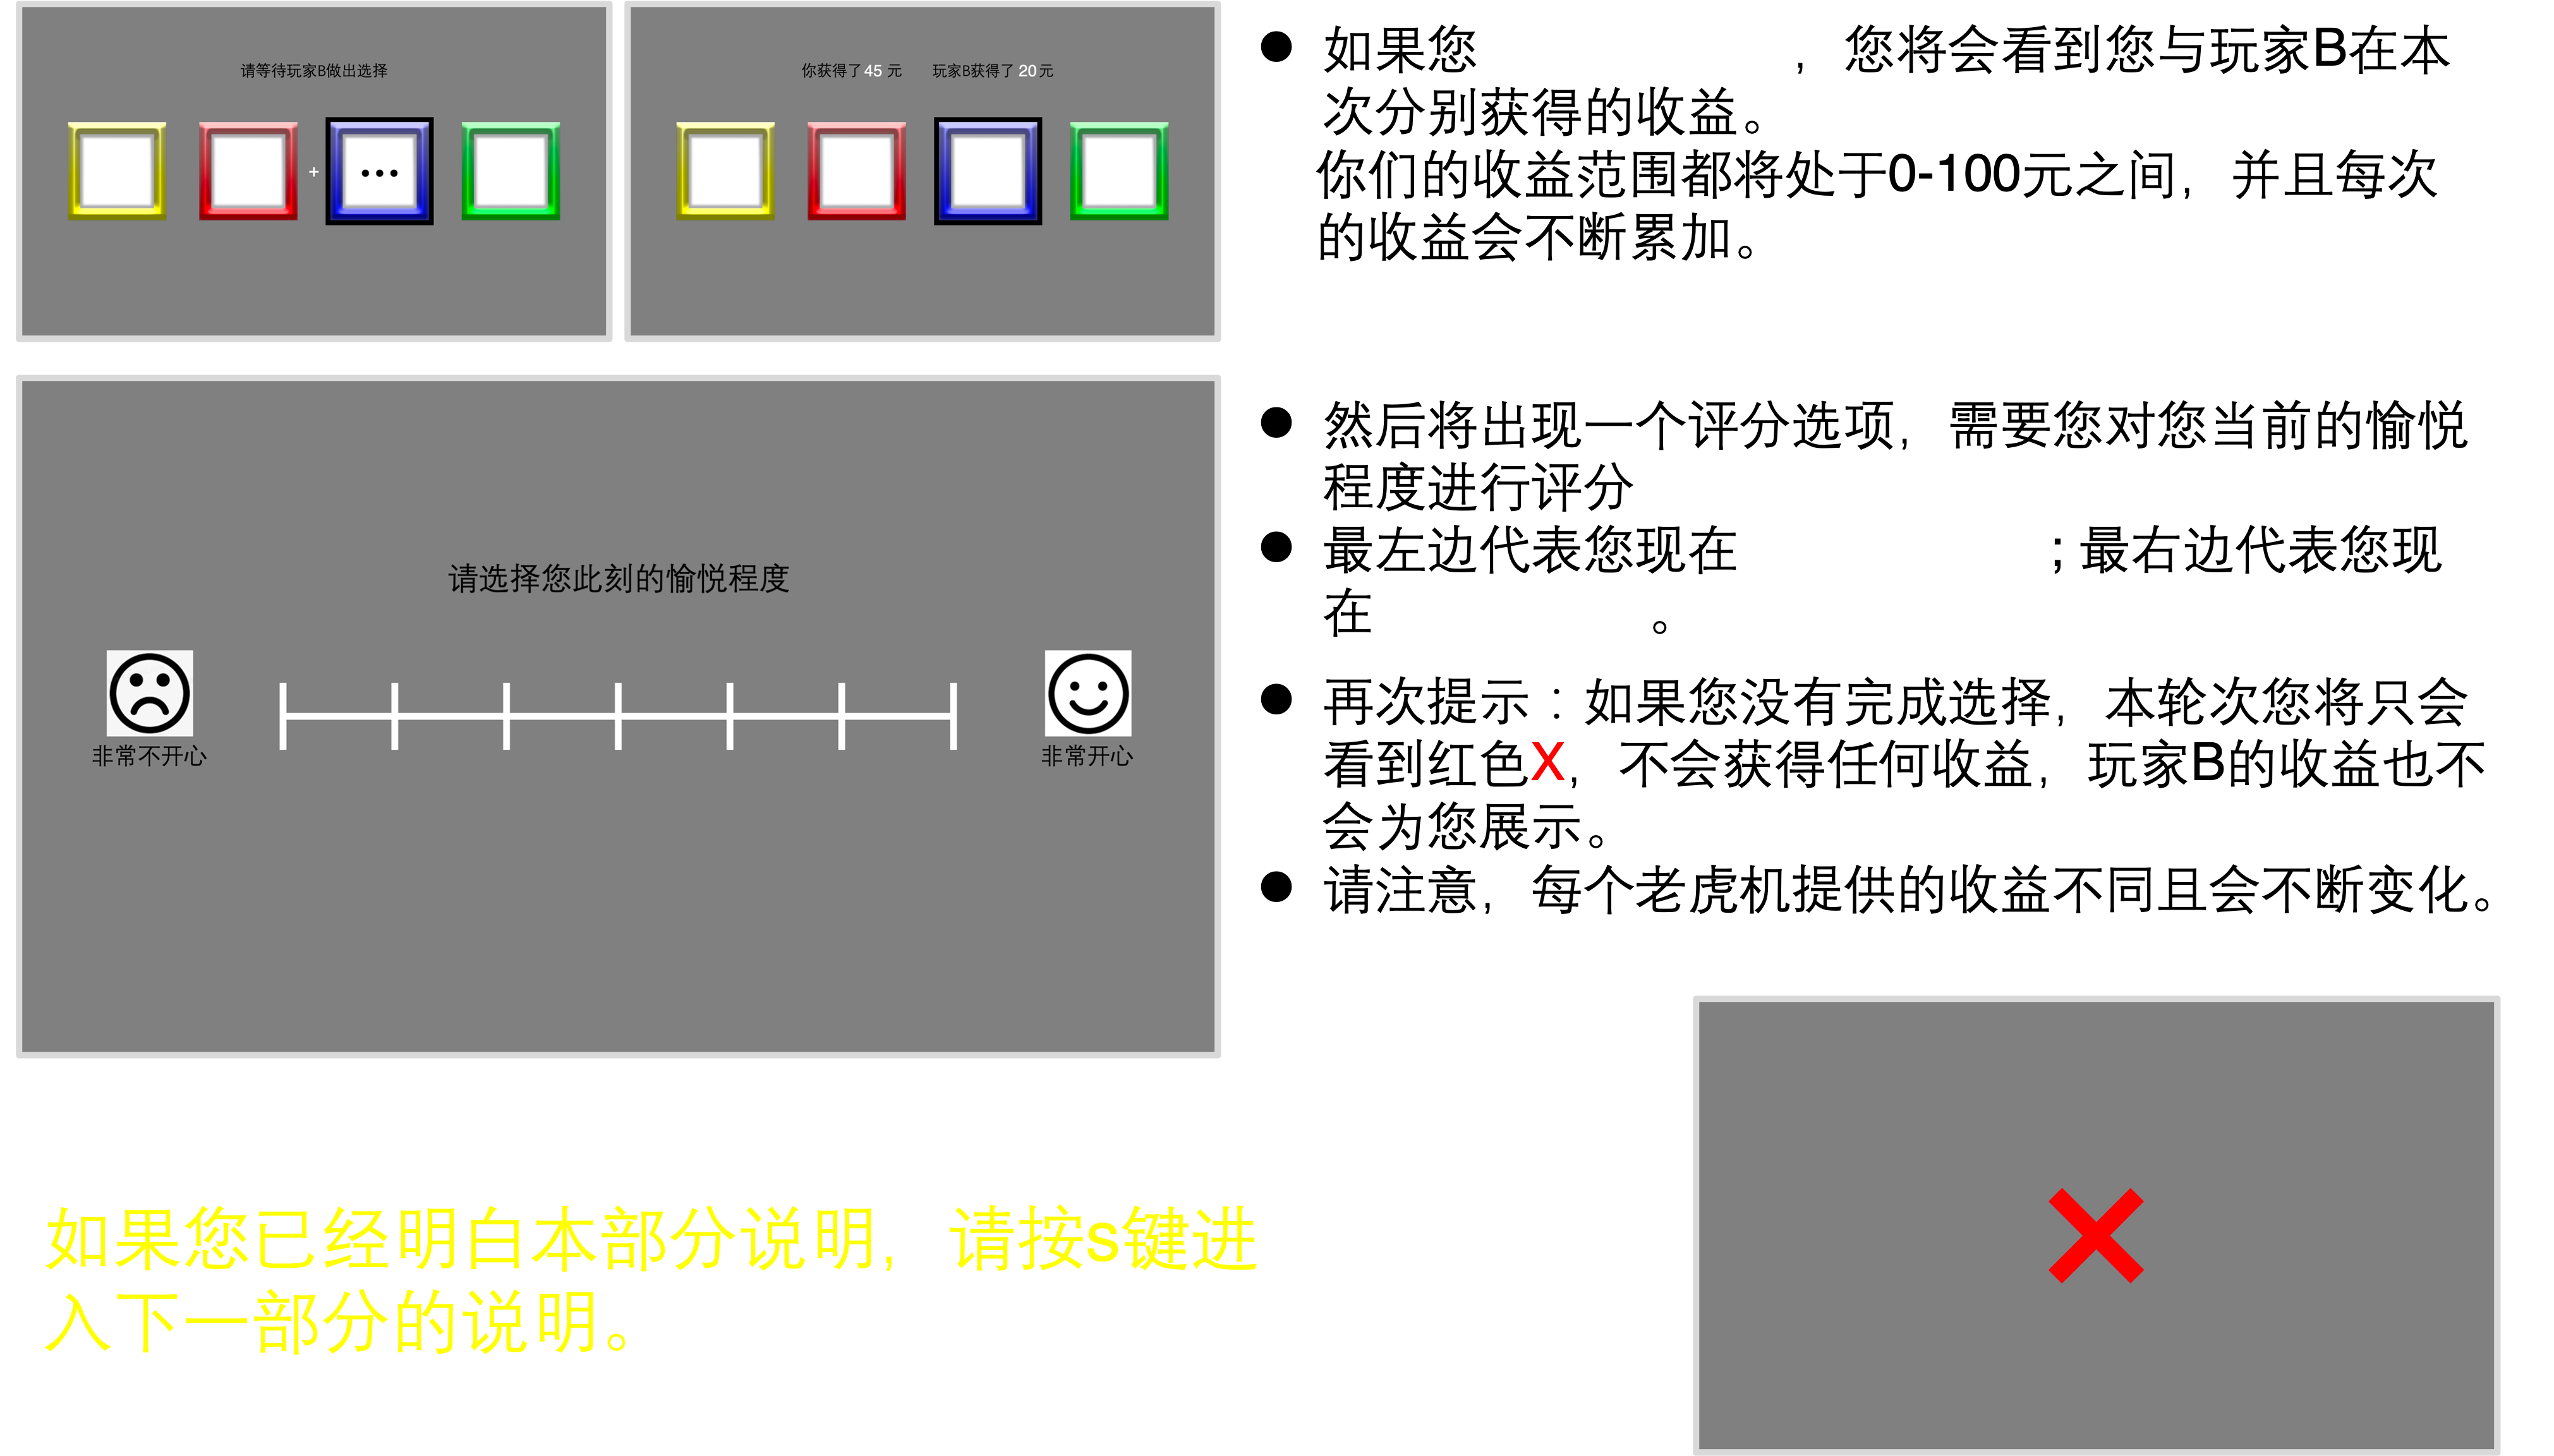 请等待玩家B做出选择
+
...
你获得了 45 元 玩家B获得了 20 元
如果您 ，您将会看到您与玩家B在本
次分别获得的收益。
你们的收益范围都将处于0-100元之间，并且每次
的收益会不断累加。
请选择您此刻的愉悦程度
非常不开心
非常开心
然后将出现一个评分选项，需要您对您当前的愉悦
程度进行评分
最左边代表您现在 ；最右边代表您现
在 。
再次提示：如果您没有完成选择，本轮次您将只会
看到红色X，不会获得任何收益，玩家B的收益也不
会为您展示。
请注意，每个老虎机提供的收益不同且会不断变化。
如果您已经明白本部分说明，请按s键进
入下一部分的说明。